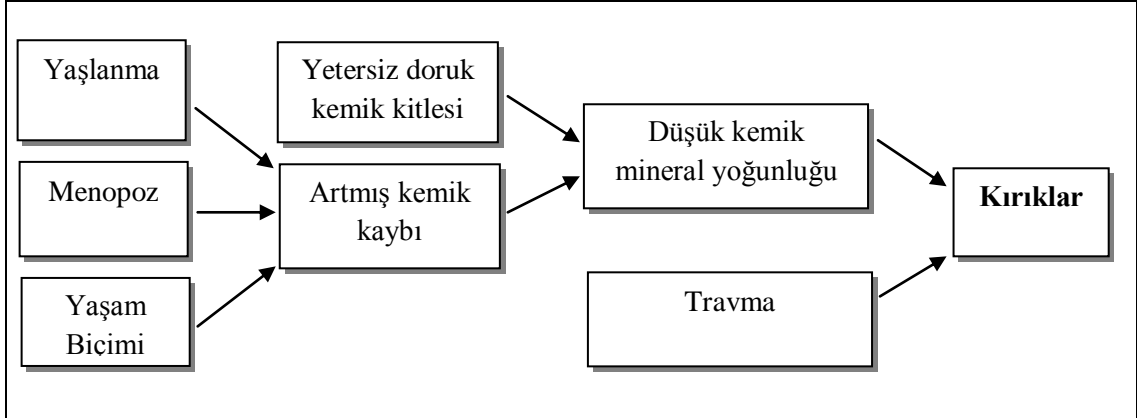 Yaşlanma
Menopoz
Yaşam
Biçimi
Yetersiz doruk
kemik kitlesi
Artmış kemik
kaybı
Düşük kemik
mineral yoğunluğu
Travma
Kırıklar